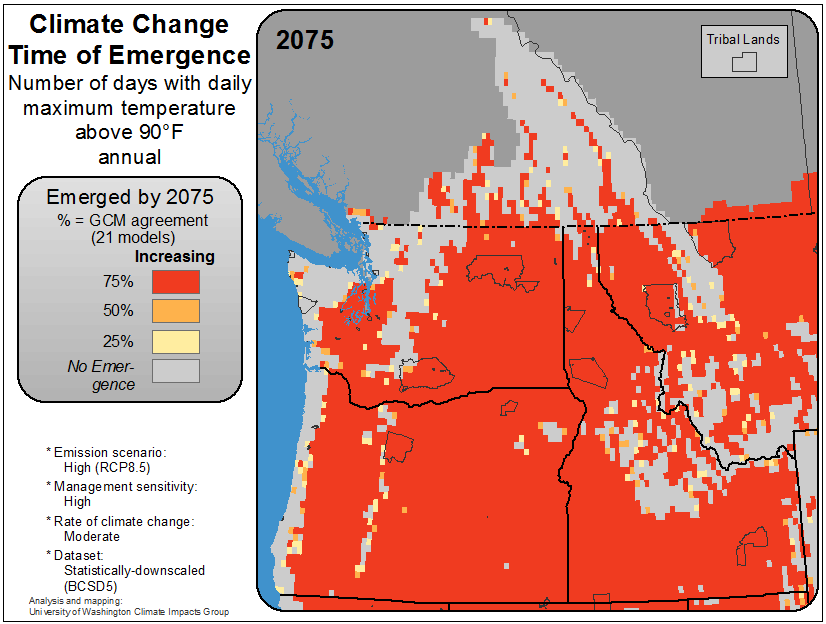 Climate Change
Time of Emergence
Number of days with daily
maximum temperature
above 90°F
annual
Emerged by 2075
% = GCM agreement
(21 models)
Increasing
75%
50%
25%
No Emer-
gence
* Emission scenario:
High (RCP8.5)
* Management sensitivity:
High
* Rate of climate change:
Moderate
* Dataset:
Statistically-downscaled
(BCSD5)
Analysis and mapping:
University of Washington Climate Impacts Group
2075
Tribal Lands